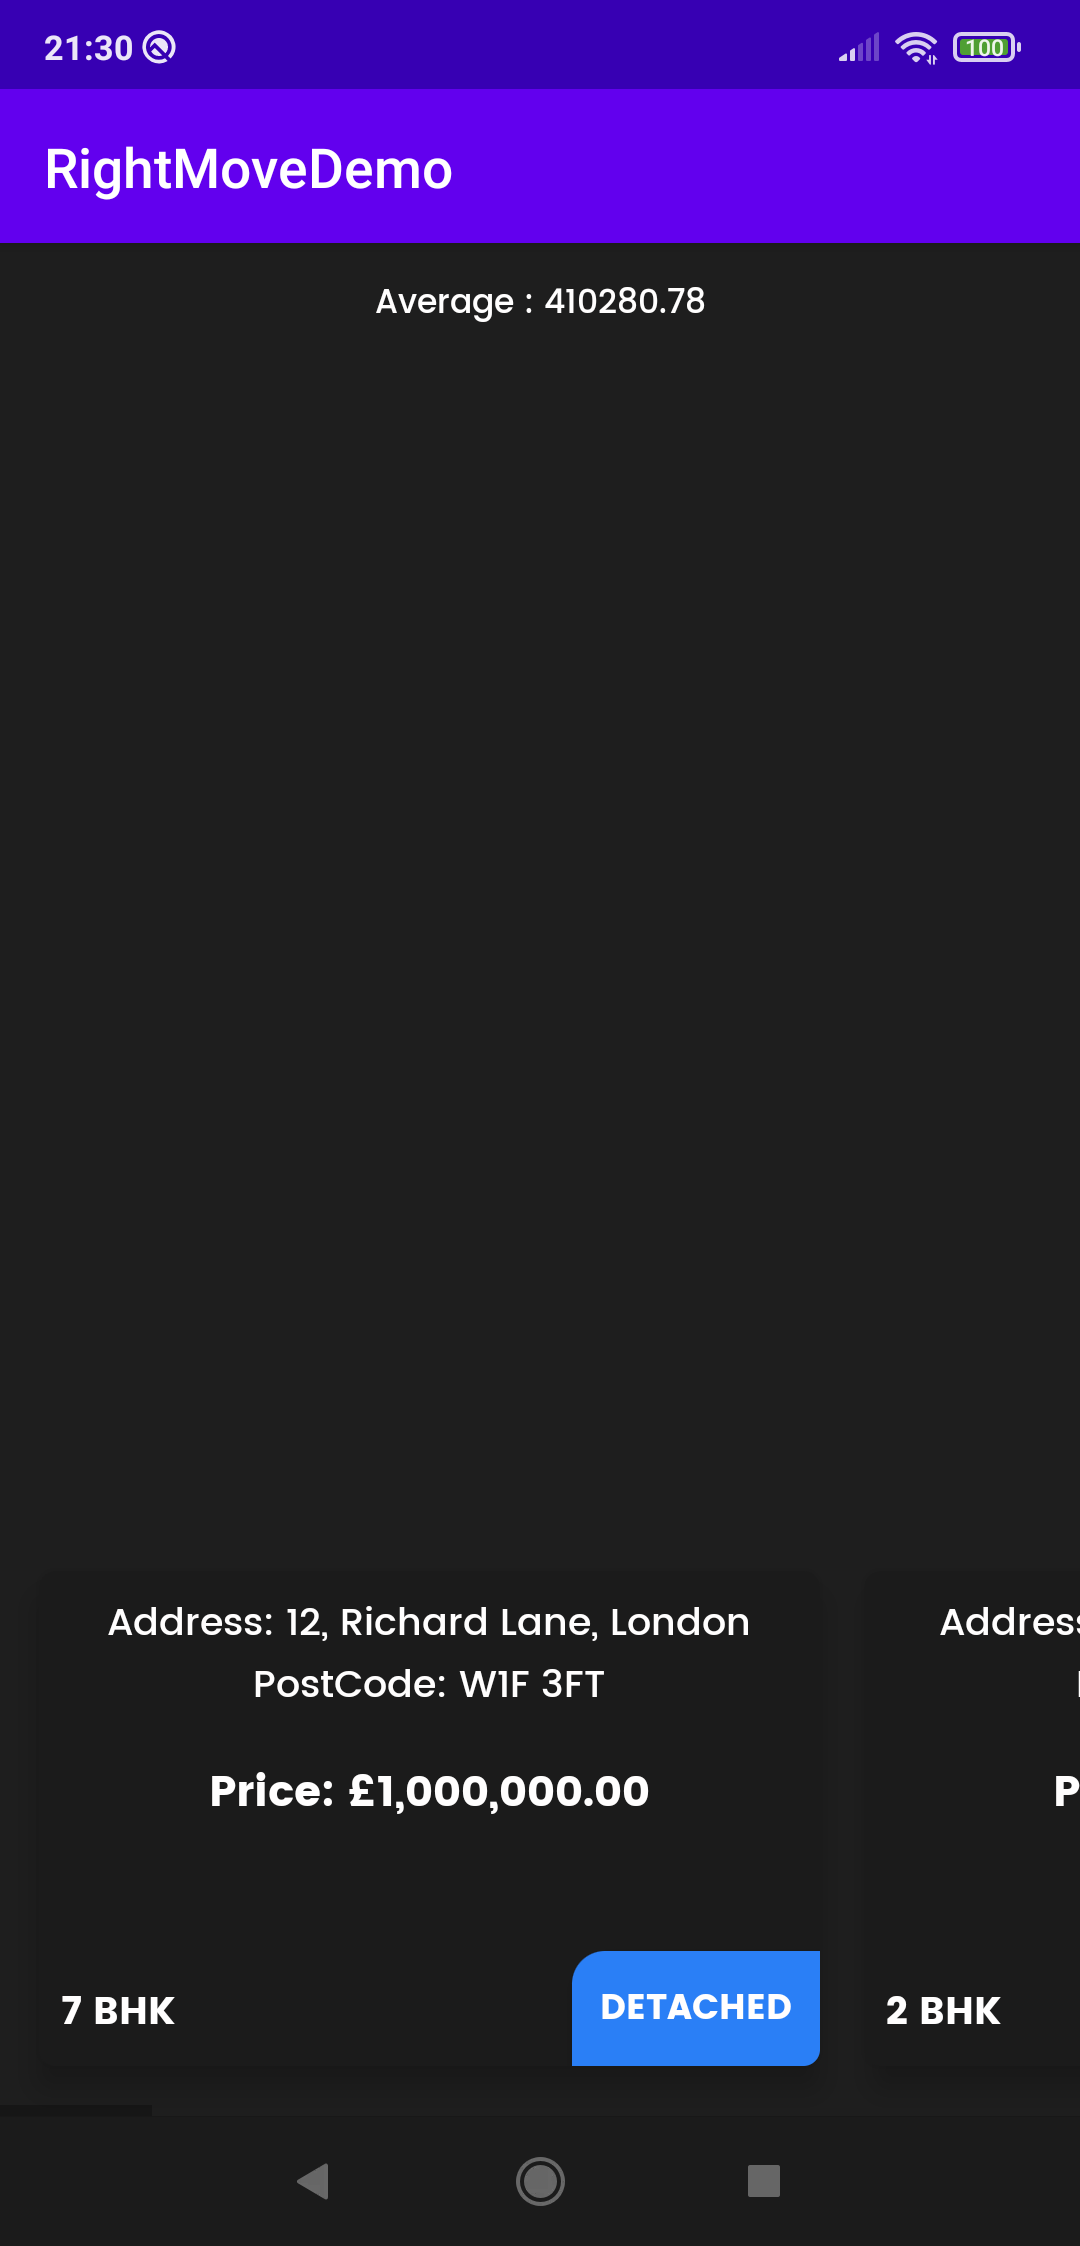 21:30
100
RightMoveDemo
Average : 410280.78
Address: 12, Richard Lane, London
PostCode: W1F 3FT
Price: £1,000,000.00
7 BHK
DETACHED
2 BHK